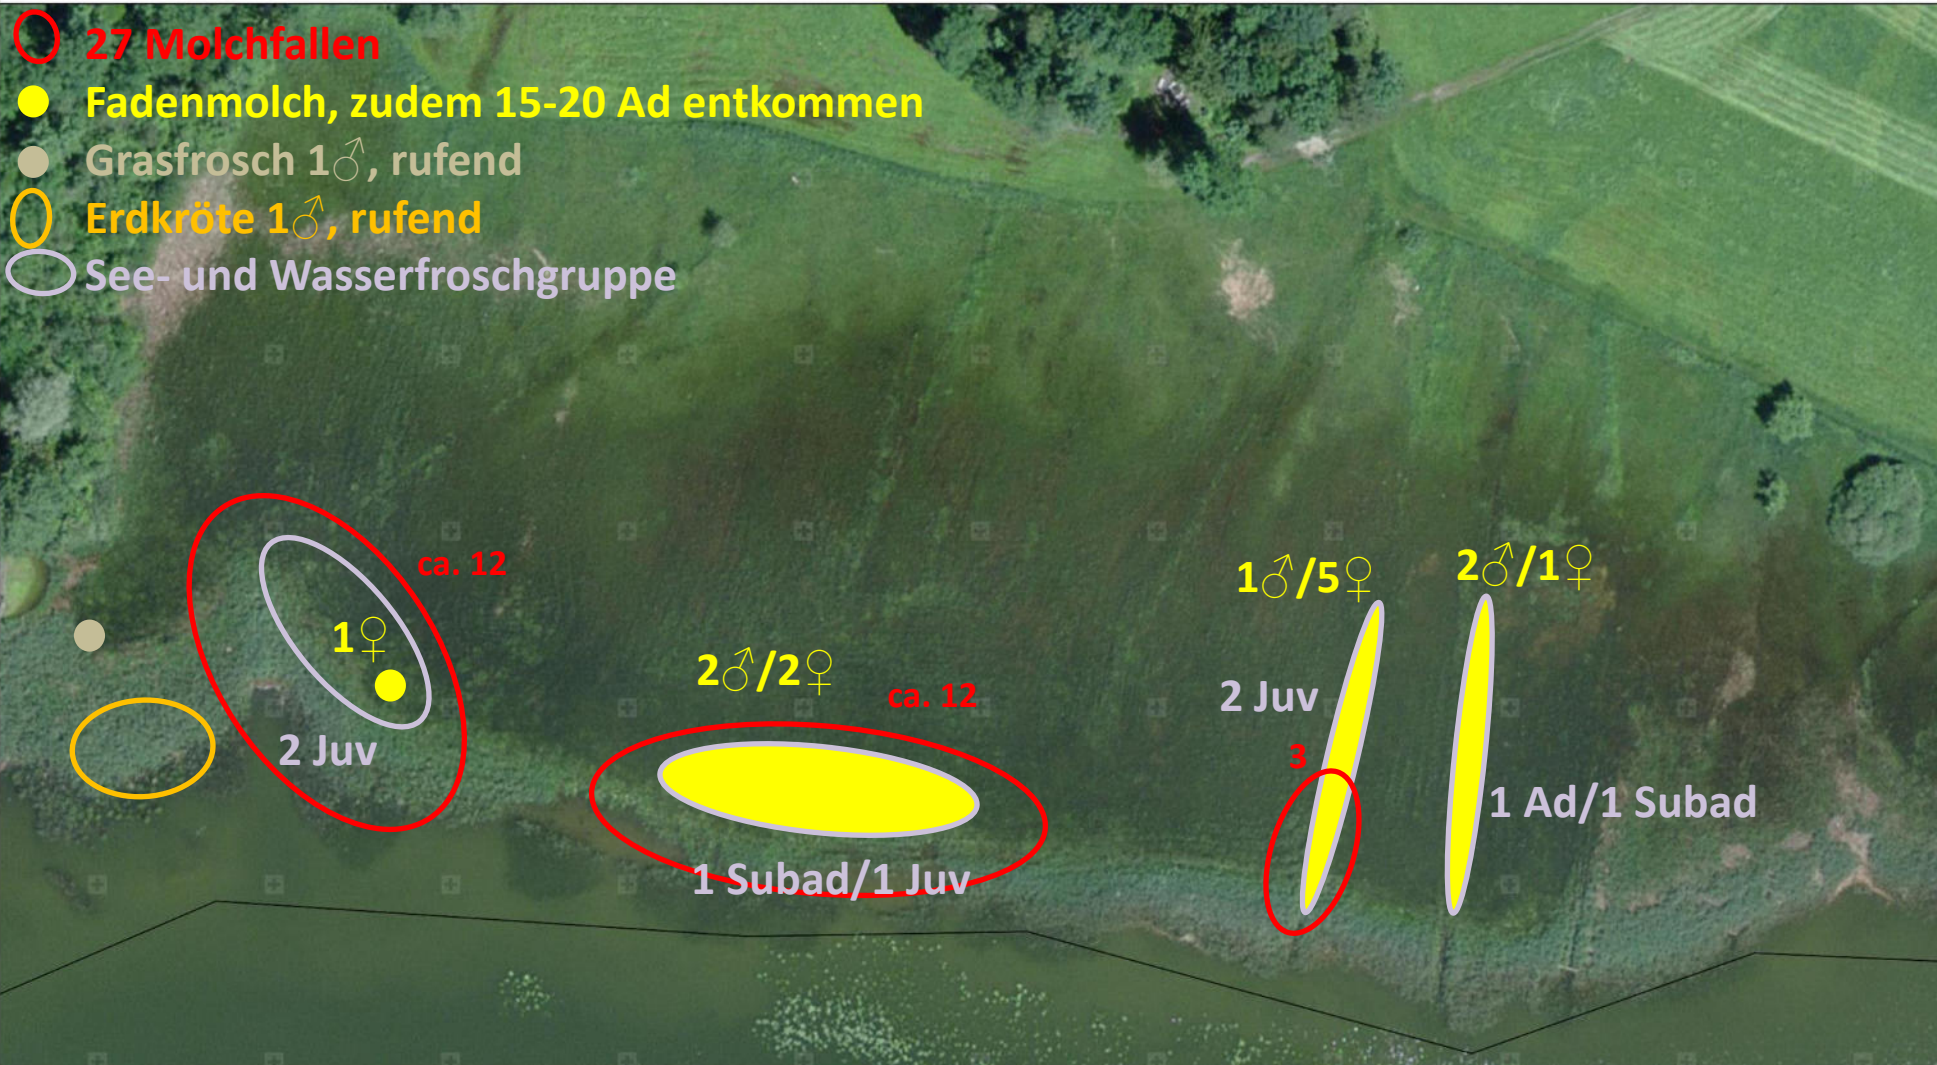 27 Molchfallen
Fadenmolch, zudem 15-20 Ad entkommen
Grasfrosch 1♂, rufend
Erdkröte 1♂, rufend
See- und Wasserfroschgruppe
ca. 12
1♀
2 Juv
2♂/2♀
ca. 12
1 Subad/1 Juv
1♂/5♀
2 Juv
3
2♂/1♀
1 Ad/1 Subad